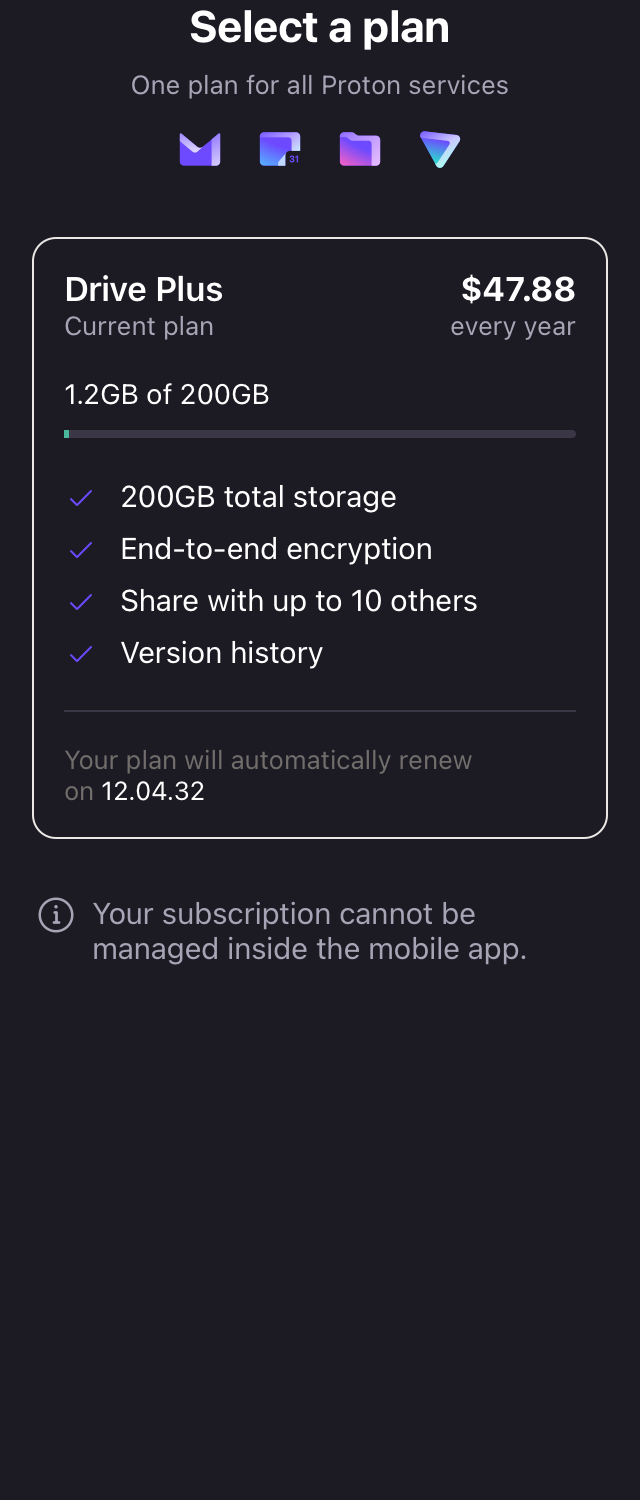 Select a plan
One plan for all Proton services
31
Drive Plus
$47.88
Current plan
every year
1.2GB of 200GB
200GB total storage
End-to-end encryption
Share with up to 10 others
Version history
Your plan will automatically renew
on 12.04.32
Your subscription cannot be
managed inside the mobile app.